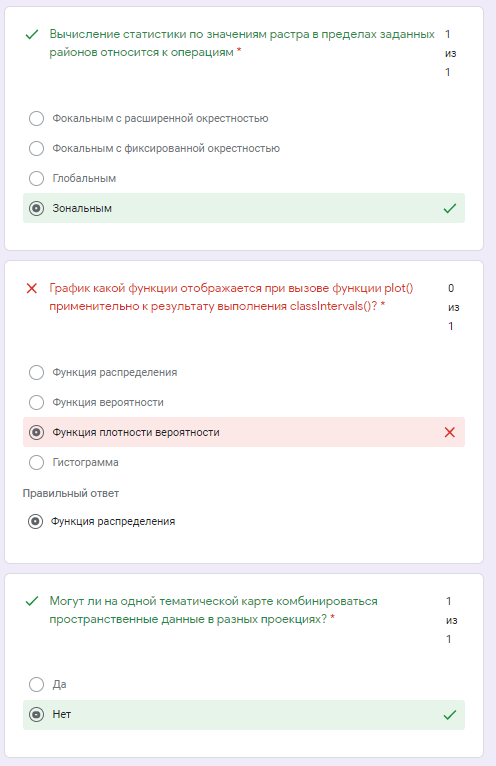 Вычисление статистики по значениям растра в пределах заданных 1
районов относится к операциям * из
1
Фокальным с расширенной окрестностью
Фокальным с фиксированной окрестностью
Глобальным
Зональным
График какой функции отображается при вызове функции plot() 0
применительно к результату выполнения classIntervals()? * из
1
Функция распределения
Функция вероятности
Функция плотности вероятности
Гистограмма
Правильный ответ
Функция распределения
Могут ли на одной тематической карте комбинироваться 1
пространственные данные в разных проекциях? * из
1
Да
Нет